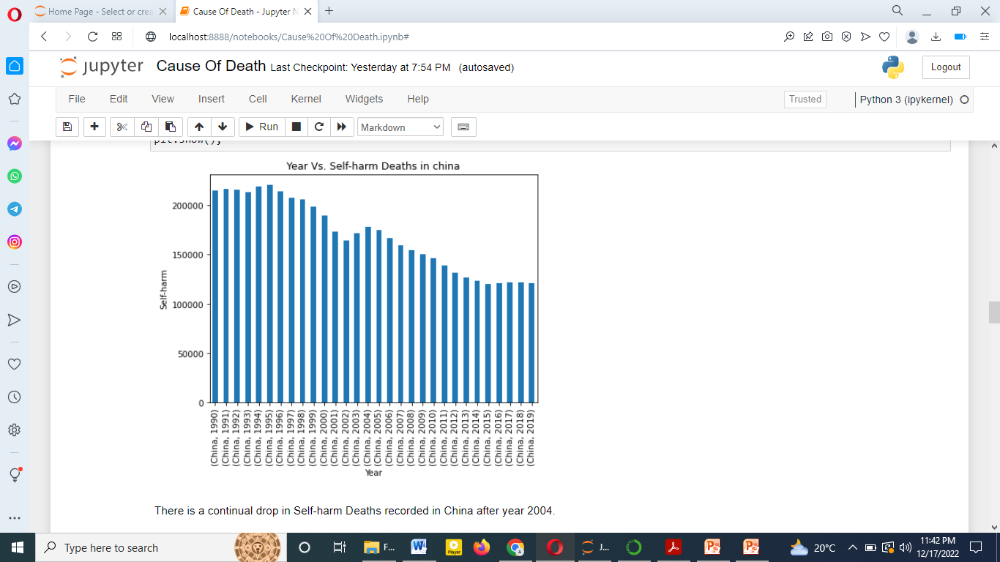 Home Page - Select or crea
Cause Of Death - Jupyter N
localhost:8888/notebooks/Cause%20Of%20Death.ipynb#
jupyter Cause Of Death Last Checkpoint: Yesterday at 7:54 PM (autosaved)
Logout
File Edit View Insert Cell Kernel Widgets Help
Trusted
Python 3 (ipykernel)
Run
Markdown
plt.show();
Year Vs. Self-harm Deaths in china
200000
150000
100000
50000
0
Self-harm
(China, 1990)
(China, 1991)
(China, 1992)
(China, 1993)
(China, 1994)
(China, 1995)
(China, 1996)
(China, 1997)
(China, 1998)
(China, 1999)
(China, 2000)
(China, 2001)
(China, 2002)
(China, 2003)
(China, 2004)
(China, 2005)
(China, 2006)
(China, 2007)
(China, 2008)
(China, 2009)
(China, 2010)
(China, 2011)
(China, 2012)
(China, 2013)
(China, 2014)
(China, 2015)
(China, 2016)
(China, 2017)
(China, 2018)
(China, 2019)
Year
There is a continual drop in Self-harm Deaths recorded in China after year 2004.
Type here to search
F...
W
Player
J...
P
P
20°C
11:42 PM
12/17/2022